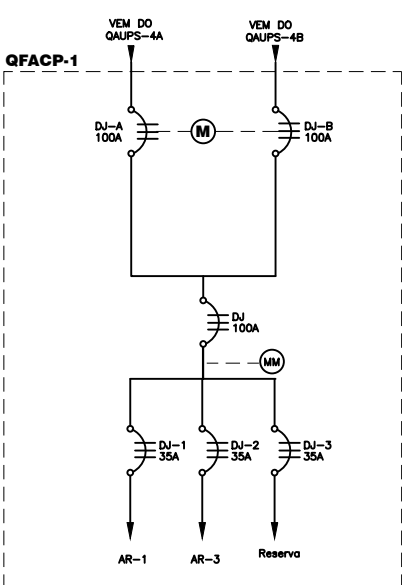 VEM DO
QAUPS-4A
VEM DO
QAUPS-4B
QFACP-1
DJ-A
100A
M
DJ-B
100A
DJ
100A
MM
DJ-1
35A
DJ-2
35A
DJ-3
35A
AR-1
AR-3
Reserva